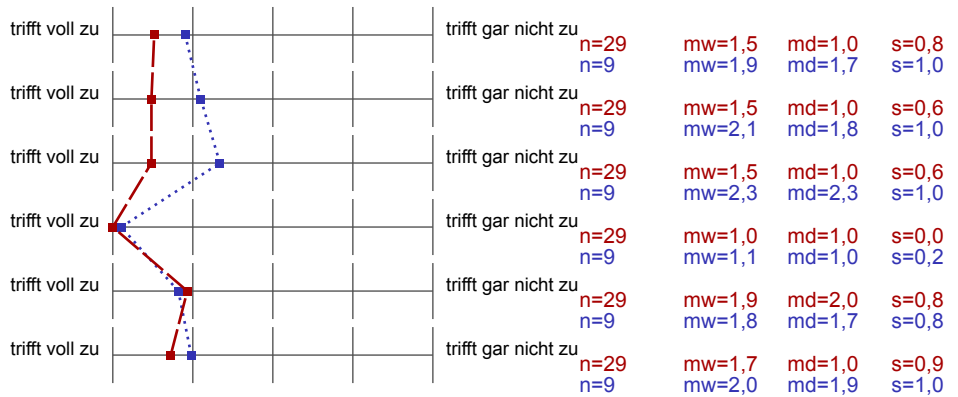 trifft voll zu trifft gar nicht zu
n=29 mw=1,5 md=1,0 s=0,8
n=9 mw=1,9 md=1,7 s=1,0
trifft voll zu trifft gar nicht zu
n=29 mw=1,5 md=1,0 s=0,6
n=9 mw=2,1 md=1,8 s=1,0
trifft voll zu trifft gar nicht zu
n=29 mw=1,5 md=1,0 s=0,6
n=9 mw=2,3 md=2,3 s=1,0
trifft voll zu trifft gar nicht zu
n=29 mw=1,0 md=1,0 s=0,0
n=9 mw=1,1 md=1,0 s=0,2
trifft voll zu trifft gar nicht zu
n=29 mw=1,9 md=2,0 s=0,8
n=9 mw=1,8 md=1,7 s=0,8
trifft voll zu trifft gar nicht zu
n=29 mw=1,7 md=1,0 s=0,9
n=9 mw=2,0 md=1,9 s=1,0